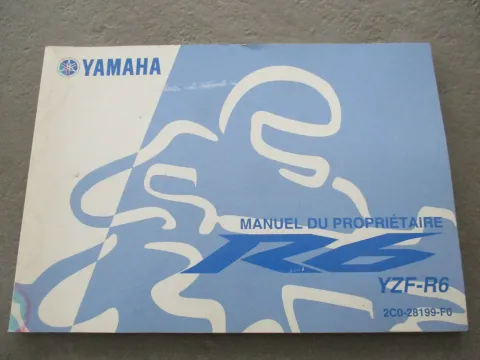 YAMAHA
MANUEL DU PROPRIÉTAIRE
R6
YZF-R6
2C0-28199-F0